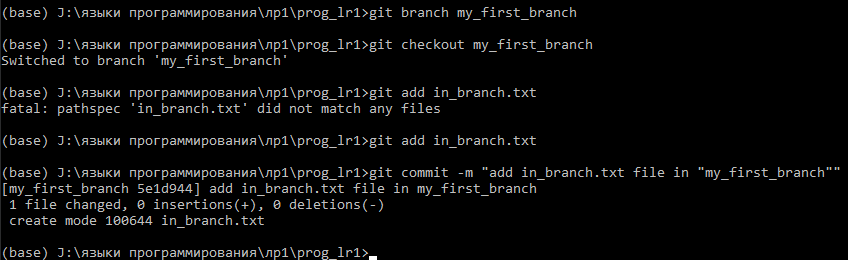 (base) J:\языки программирования\лр1\prog_lr1>git branch my_first_branch
(base) J:\языки программирования\лр1\prog_lr1>git checkout my_first_branch
Switched to branch 'my_first_branch'
(base) J:\языки программирования\лр1\prog_lr1>git add in_branch.txt
fatal: pathspec 'in_branch.txt' did not match any files
(base) J:\языки программирования\лр1\prog_lr1>git add in_branch.txt
(base) J:\языки программирования\лр1\prog_lr1>git commit -m "add in_branch.txt file in "my_first_branch""
[my_first_branch 5e1d944] add in_branch.txt file in my_first_branch
 1 file changed, 0 insertions(+), 0 deletions(-)
 create mode 100644 in_branch.txt
(base) J:\языки программирования\лр1\prog_lr1>